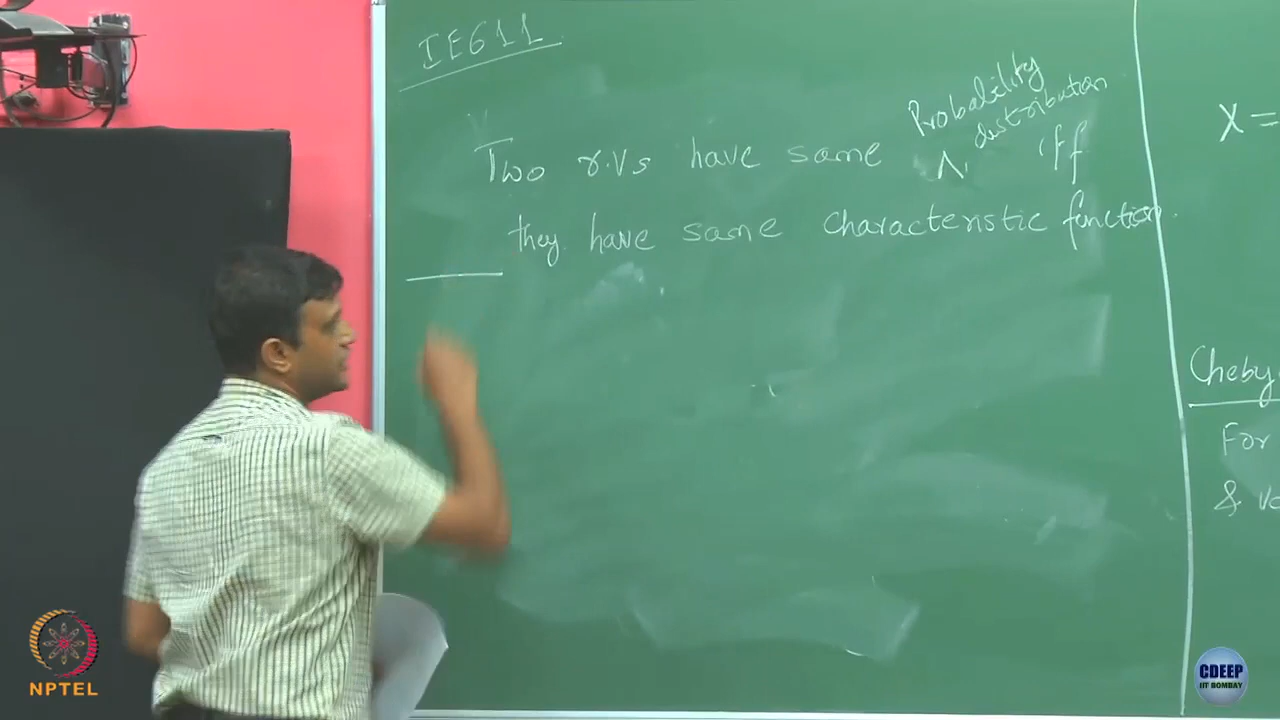 IE611
Two r.Vs have same Probability distribution iff
they have same characteristic function.
X =
Cheby
For
&
NPTEL
CDEEP
IIT BOMBAY